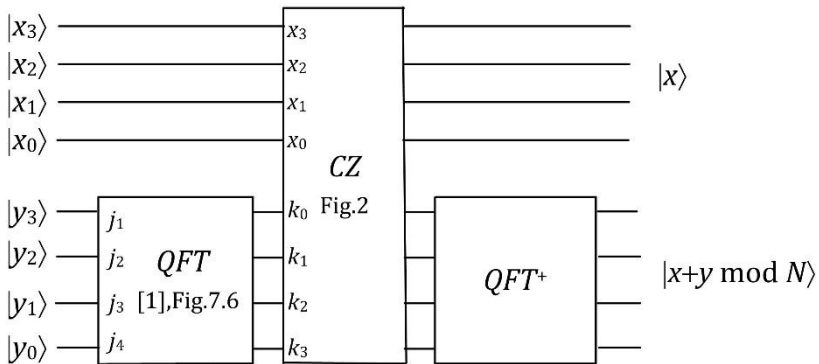 |x₃⟩ x₃
|x₂⟩ x₂
|x₁⟩ x₁
|x₀⟩ x₀
|x⟩
CZ
Fig.2
|y₃⟩ j₁ k₀
|y₂⟩ j₂ k₁
|y₁⟩ j₃ k₂
|y₀⟩ j₄ k₃
QFT
[1],Fig.7.6
QFT⁺
|x+y mod N⟩